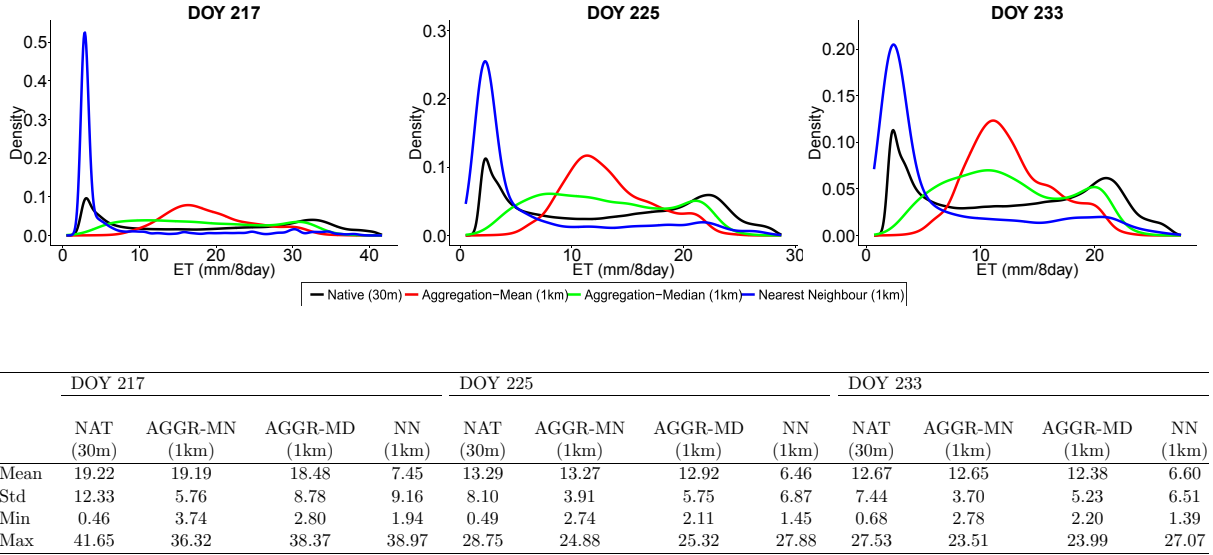 DOY 217
DOY 225
DOY 233
Density
0.0
0.1
0.2
0.3
0.4
0.5
0 10 20 30 40
ET (mm/8day)
Density
0.0
0.1
0.2
0.3
0 10 20 30
ET (mm/8day)
Density
0.00
0.05
0.10
0.15
0.20
0 10 20
ET (mm/8day)
Native (30m) Aggregation−Mean (1km) Aggregation−Median (1km) Nearest Neighbour (1km)
DOY 217 DOY 225 DOY 233
NAT AGGR-MN AGGR-MD NN NAT AGGR-MN AGGR-MD NN NAT AGGR-MN AGGR-MD NN
(30m) (1km) (1km) (1km) (30m) (1km) (1km) (1km) (30m) (1km) (1km) (1km)
Mean 19.22 19.19 18.48 7.45 13.29 13.27 12.92 6.46 12.67 12.65 12.38 6.60
Std 12.33 5.76 8.78 9.16 8.10 3.91 5.75 6.87 7.44 3.70 5.23 6.51
Min 0.46 3.74 2.80 1.94 0.49 2.74 2.11 1.45 0.68 2.78 2.20 1.39
Max 41.65 36.32 38.37 38.97 28.75 24.88 25.32 27.88 27.53 23.51 23.99 27.07